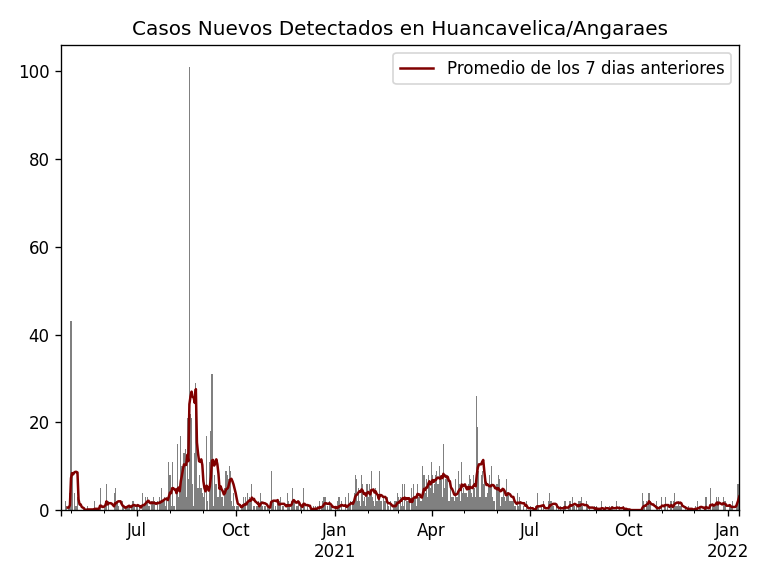 Casos Nuevos Detectados en Huancavelica/Angaraes
Promedio de los 7 dias anteriores
100
80
60
40
20
0
Jul Oct Jan Apr Jul Oct Jan
2021 2022